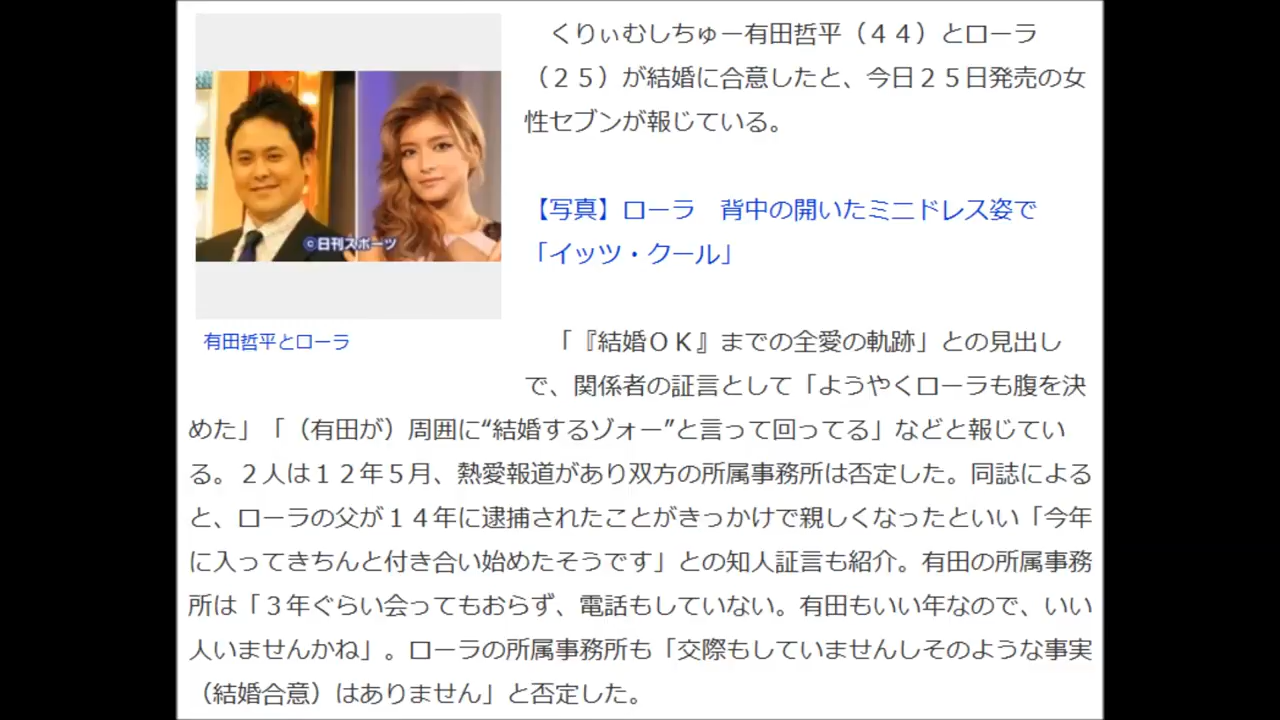 くりぃむしちゅー有田哲平（４４）とローラ
（２５）が結婚に合意したと、今日２５日発売の女
性セブンが報じている。
【写真】ローラ　背中の開いたミニドレス姿で
「イッツ・クール」
©日刊スポーツ
有田哲平とローラ
「『結婚ＯＫ』までの全愛の軌跡」との見出し
で、関係者の証言として「ようやくローラも腹を決
めた」「（有田が）周囲に“結婚するゾォー”と言って回ってる」などと報じてい
る。２人は１２年５月、熱愛報道があり双方の所属事務所は否定した。同誌による
と、ローラの父が１４年に逮捕されたことがきっかけで親しくなったといい「今年
に入ってきちんと付き合い始めたそうです」との知人証言も紹介。有田の所属事務
所は「３年ぐらい会ってもおらず、電話もしていない。有田もいい年なので、いい
人いませんかね」。ローラの所属事務所も「交際もしていませんしそのような事実
（結婚合意）はありません」と否定した。